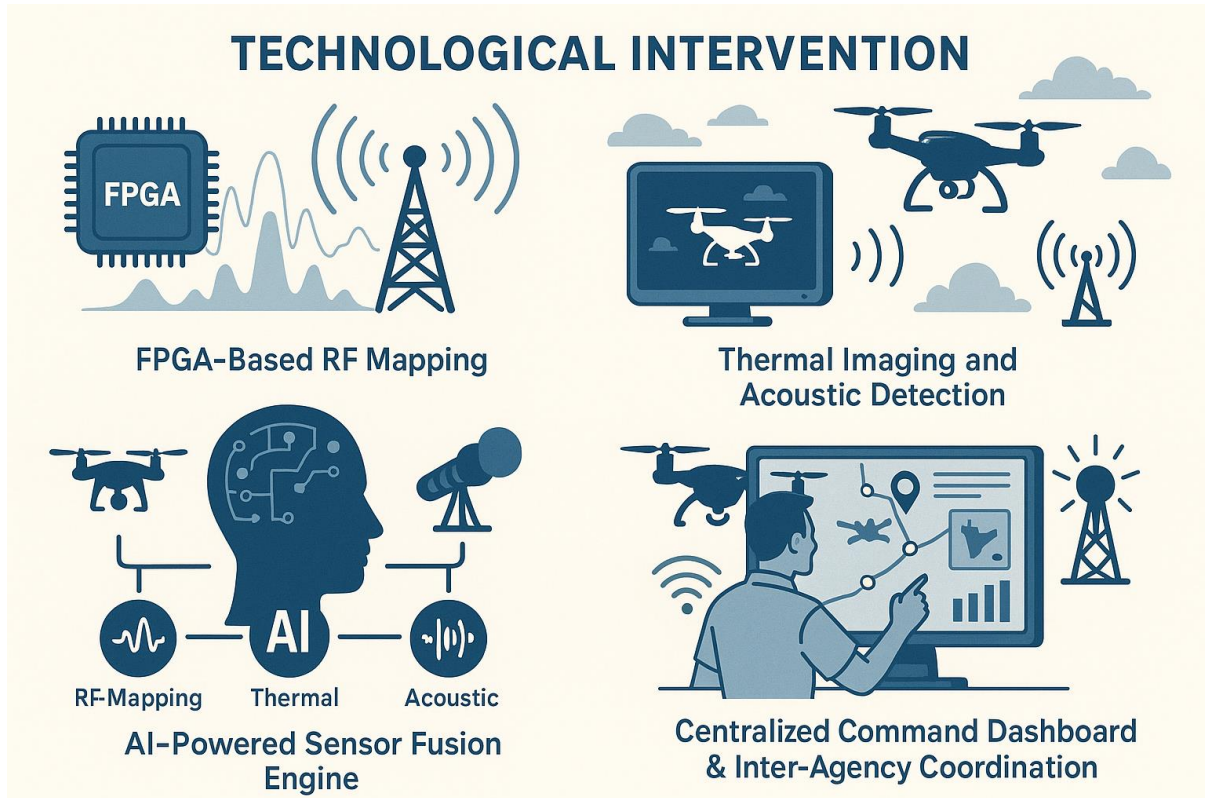 TECHNOLOGICAL INTERVENTION
FPGA
FPGA-Based RF Mapping
Thermal Imaging and
Acoustic Detection
AI
RF-Mapping
Thermal
Acoustic
AI-Powered Sensor Fusion
Engine
Centralized Command Dashboard
& Inter-Agency Coordination